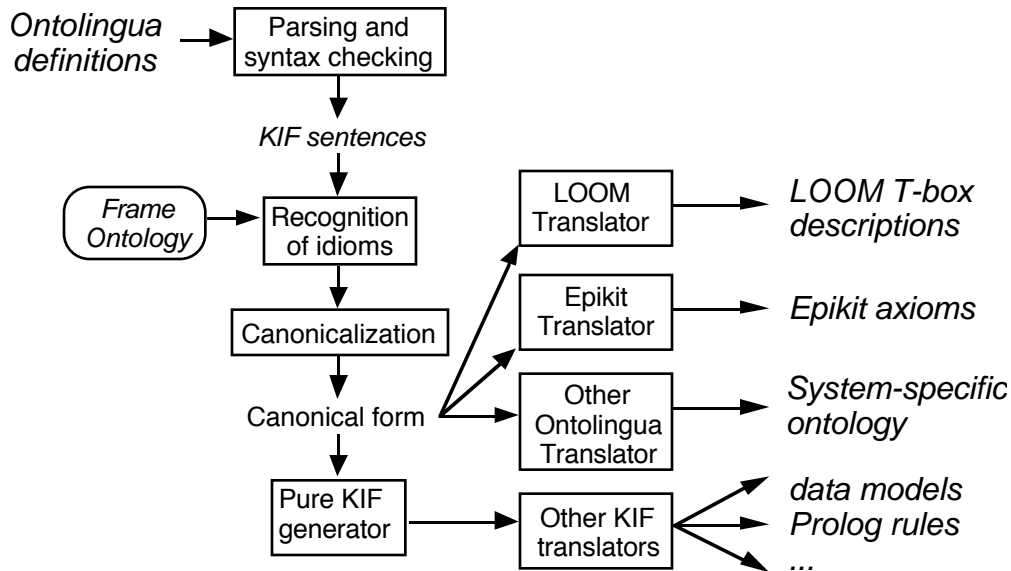 Ontolingua
definitions
Parsing and
syntax checking
KIF sentences
Frame
Ontology
Recognition
of idioms
Canonicalization
Canonical form
Pure KIF
generator
LOOM
Translator
LOOM T-box
descriptions
Epikit
Translator
Epikit axioms
Other
Ontolingua
Translator
System-specific
ontology
Other KIF
translators
data models
Prolog rules
...